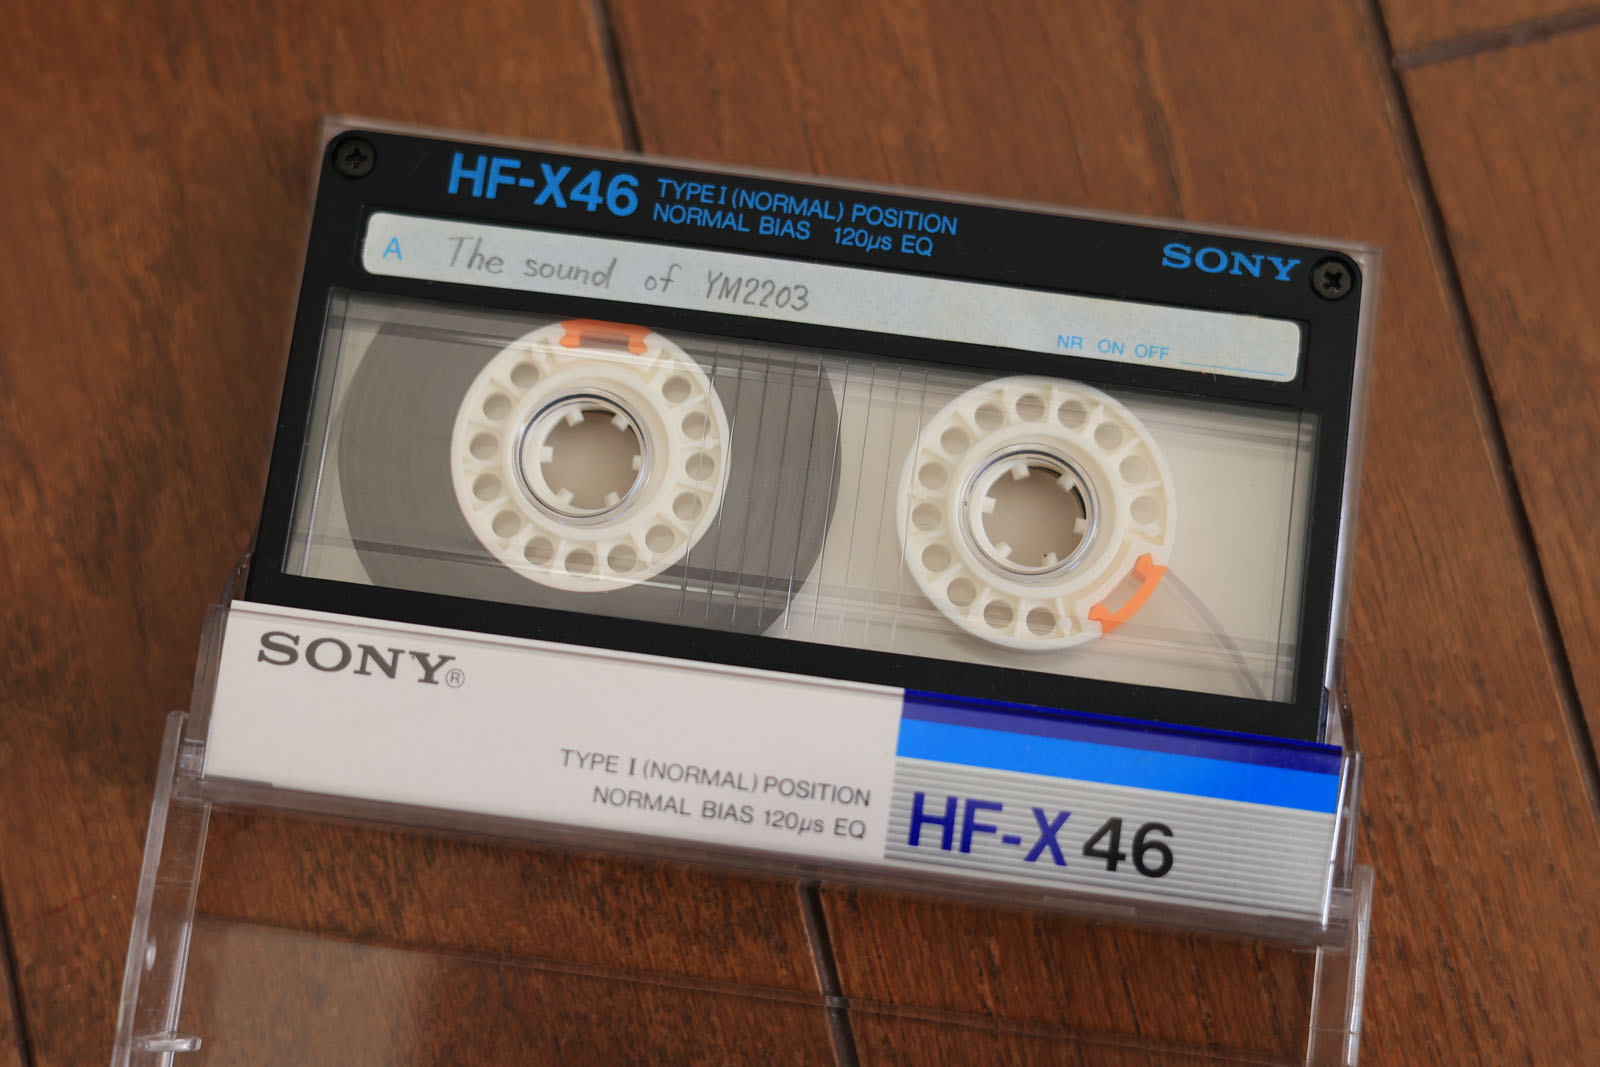 HF-X46 TYPE I (NORMAL) POSITION
NORMAL BIAS 120μs EQ
SONY
A The sound of YM2203
NR ON OFF
SONY®
TYPE I (NORMAL) POSITION
NORMAL BIAS 120μs EQ
HF-X 46